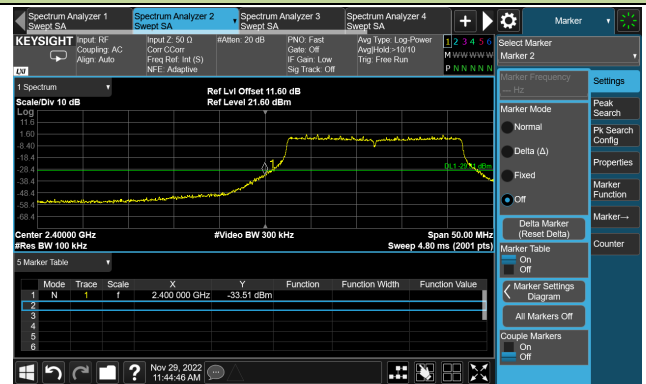 Spectrum Analyzer 1
Swept SA
Spectrum Analyzer 2
Swept SA
Spectrum Analyzer 3
Swept SA
Spectrum Analyzer 4
Swept SA
+
Marker
KEYSIGHT
LXI
Input: RF
Coupling: AC
Align: Auto
Input Z: 50 Ω
Corr CCorr
Freq Ref: Int (S)
NFE: Adaptive
#Atten: 20 dB
PNO: Fast
Gate: Off
IF Gain: Low
Sig Track: Off
Avg Type: Log-Power
Avg|Hold:>10/10
Trig: Free Run
1 2 3 4 5 6
M W W W W W
P N N N N N
Select Marker
Marker 2
1 Spectrum
Scale/Div 10 dB
Ref Lvl Offset 11.60 dB
Ref Level 21.60 dBm
Log
11.6
1.60
-8.40
-18.4
-28.4
-38.4
-48.4
-58.4
-68.4
1
Center 2.40000 GHz
#Res BW 100 kHz
#Video BW 300 kHz
Span 50.00 MHz
Sweep 4.80 ms (2001 pts)
5 Marker Table
Mode Trace Scale X Y Function Function Width Function Value
1 N 1 f 2.400 000 GHz -33.51 dBm
2
3
4
5
6
Marker Frequency
--- Hz
Marker Mode
Normal
Delta (Δ)
Fixed
Off
Delta Marker
(Reset Delta)
Marker Table
On
Off
Marker Settings
Diagram
All Markers Off
Couple Markers
On
Off
Settings
Peak
Search
Pk Search
Config
Properties
Marker
Function
Marker→
Counter
?
Nov 29, 2022
11:44:46 AM